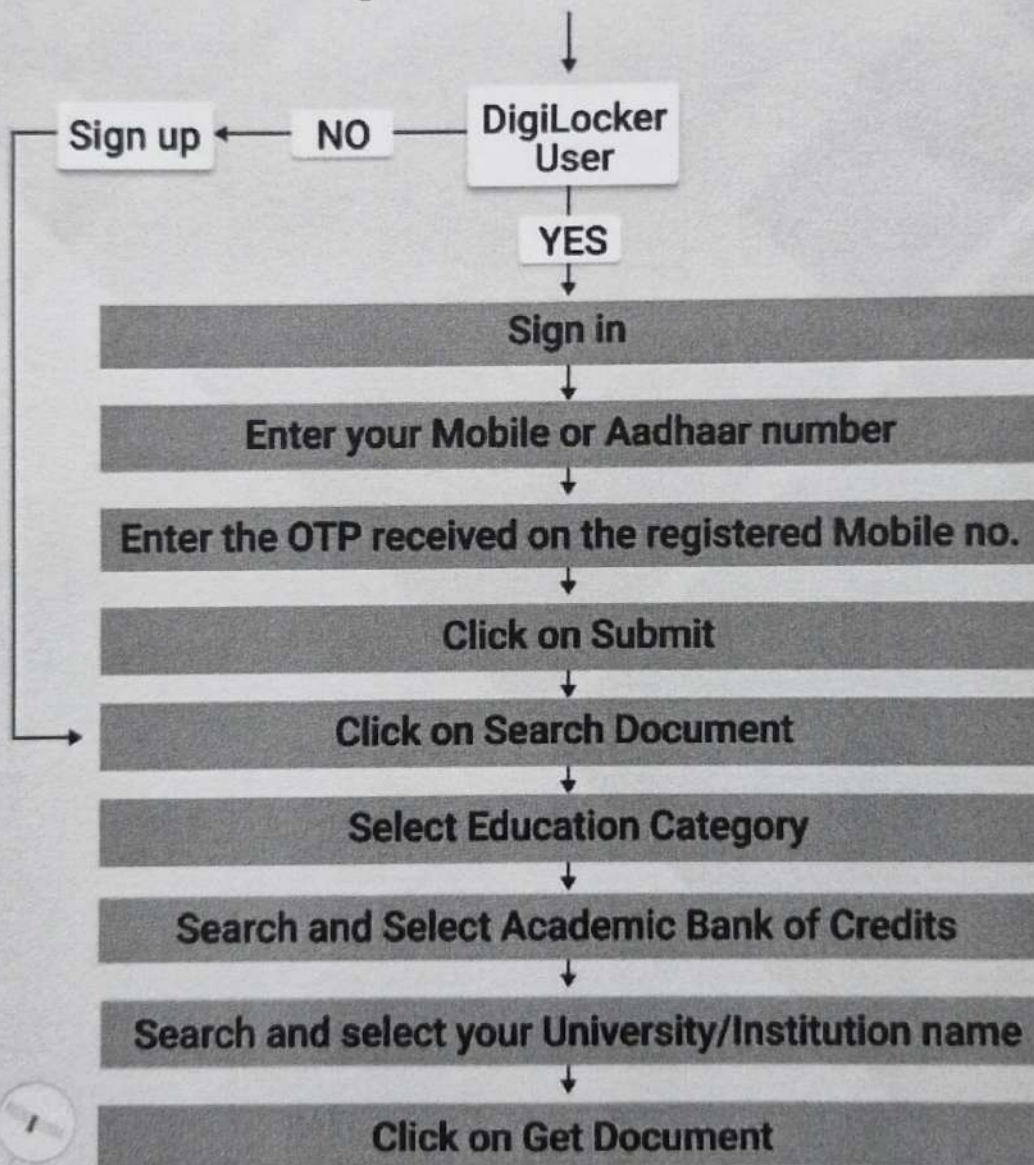 DigiLocker
User
Sign up
NO
YES
Sign in
Enter your Mobile or Aadhaar number
Enter the OTP received on the registered Mobile no.
Click on Submit
Click on Search Document
Select Education Category
Search and Select Academic Bank of Credits
Search and select your University/Institution name
Click on Get Document